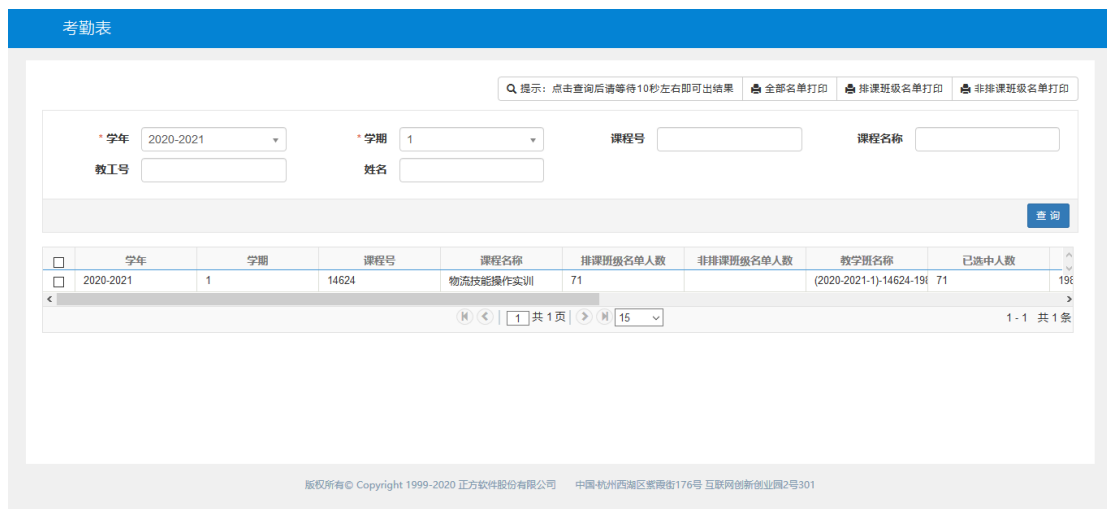 考勤表
提示：点击查询后请等待10秒左右即可出结果 全部名单打印 排课班级名单打印 非排课班级名单打印
* 学年 2020-2021 * 学期 1 课程号 课程名称
教工号 姓名
查 询
学年 学期 课程号 课程名称 排课班级名单人数 非排课班级名单人数 教学班名称 已选中人数
2020-2021 1 14624 物流技能操作实训 71 (2020-2021-1)-14624-198 71 198
1 共 1 页 15 1 - 1 共 1 条
版权所有© Copyright 1999-2020 正方软件股份有限公司 中国·杭州西湖区紫霞街176号 互联网创新创业园2号301